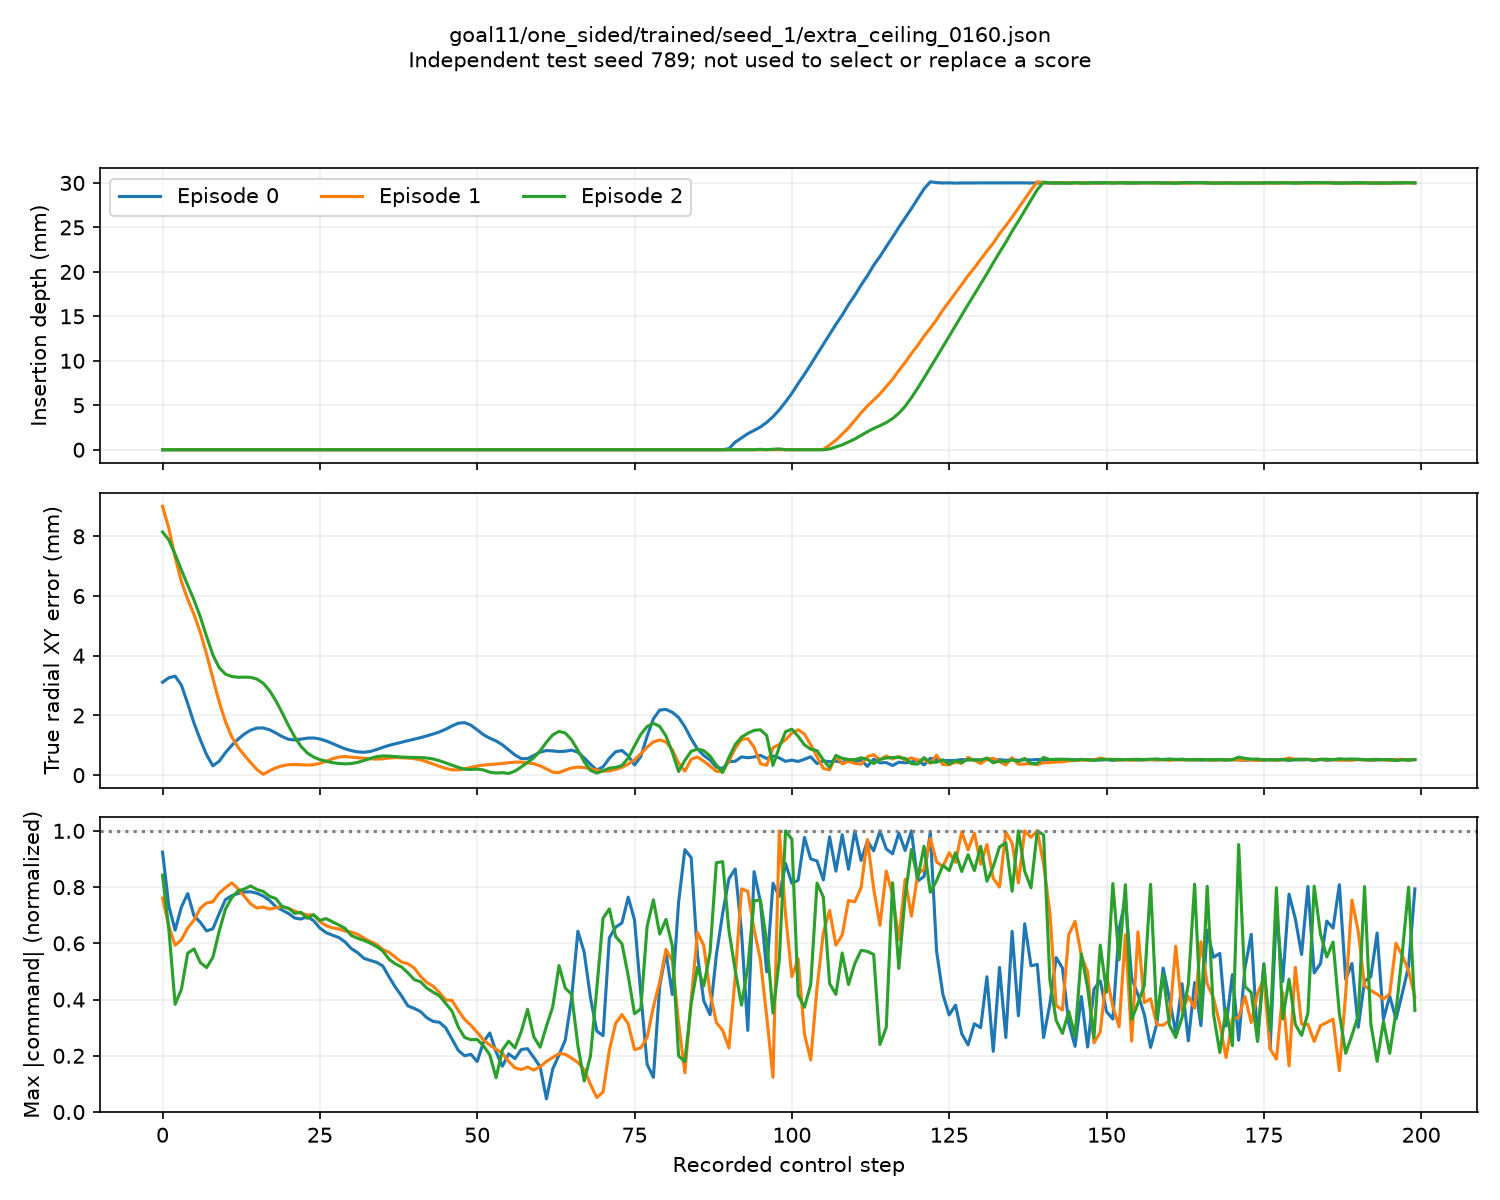 goal11/one_sided/trained/seed_1/extra_ceiling_0160.json
Independent test seed 789; not used to select or replace a score
Insertion depth (mm)
30
25
20
15
10
5
0
Episode 0
Episode 1
Episode 2
True radial XY error (mm)
8
6
4
2
0
Max |command| (normalized)
1.0
0.8
0.6
0.4
0.2
0.0
0 25 50 75 100 125 150 175 200
Recorded control step